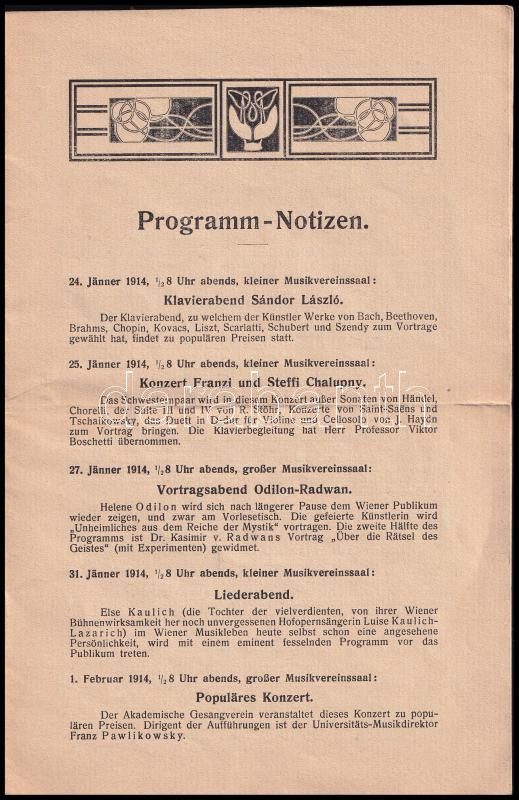 Programm-Notizen.
24. Jänner 1914, ½8 Uhr abends, kleiner Musikvereinssaal:
Klavierabend Sándor László.
Der Klavierabend, zu welchem der Künstler Werke von Bach, Beethoven,
Brahms, Chopin, Kovacs, Liszt, Scarlatti, Schubert und Szendy zum Vortrage
gewählt hat, findet zu populären Preisen statt.
25. Jänner 1914, ½8 Uhr abends, kleiner Musikvereinssaal:
Konzert Franzi und Steffi Chalupny.
Das Schwesternpaar wird in diesem Konzert außer Sonaten von Händel,
Chorelli, der Suite III und IV von R. Stöhr, Konzerte von Saint-Saëns und
Tschaikowsky, das Duett in D-dur für Violine und Cellosolo von J. Haydn
zum Vortrag bringen. Die Klavierbegleitung hat Herr Professor Viktor
Boschetti übernommen.
27. Jänner 1914, ½8 Uhr abends, großer Musikvereinssaal:
Vortragsabend Odilon-Radwan.
Helene Odilon wird sich nach längerer Pause dem Wiener Publikum
wieder zeigen, und zwar am Vorlesetisch. Die gefeierte Künstlerin wird
„Unheimliches aus dem Reiche der Mystik“ vortragen. Die zweite Hälfte des
Programms ist Dr. Kasimir v. Radwans Vortrag „Über die Rätsel des
Geistes“ (mit Experimenten) gewidmet.
31. Jänner 1914, ½8 Uhr abends, kleiner Musikvereinssaal:
Liederabend.
Else Kaulich (die Tochter der vielverdienten, von ihrer Wiener
Bühnenwirksamkeit her noch unvergessenen Hofopernsängerin Luise Kaulich-
Lazarich) im Wiener Musikleben heute selbst schon eine angesehene
Persönlichkeit, wird mit einem eminent fesselnden Programm vor das
Publikum treten.
1. Februar 1914, ½8 Uhr abends, großer Musikvereinssaal:
Populäres Konzert.
Der Akademische Gesangverein veranstaltet dieses Konzert zu popu-
lären Preisen. Dirigent der Aufführungen ist der Universitäts-Musikdirektor
Franz Pawlikowsky.